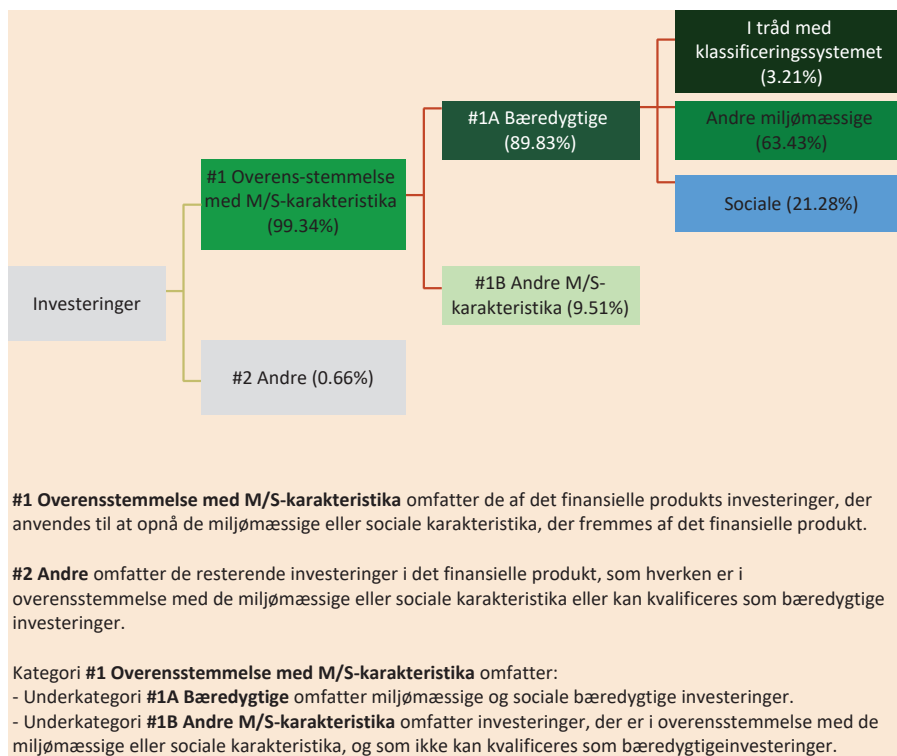 I tråd med
klassificeringssystemet
(3.21%)
#1A Bæredygtige
(89.83%)
Andre miljømæssige
(63.43%)
#1 Overens-stemmelse
med M/S-karakteristika
(99.34%)
Sociale (21.28%)
#1B Andre M/S-
karakteristika (9.51%)
Investeringer
#2 Andre (0.66%)
#1 Overensstemmelse med M/S-karakteristika omfatter de af det finansielle produkts investeringer, der
anvendes til at opnå de miljømæssige eller sociale karakteristika, der fremmes af det finansielle produkt.
#2 Andre omfatter de resterende investeringer i det finansielle produkt, som hverken er i
overensstemmelse med de miljømæssige eller sociale karakteristika eller kan kvalificeres som bæredygtige
investeringer.
Kategori #1 Overensstemmelse med M/S-karakteristika omfatter:
- Underkategori #1A Bæredygtige omfatter miljømæssige og sociale bæredygtige investeringer.
- Underkategori #1B Andre M/S-karakteristika omfatter investeringer, der er i overensstemmelse med de
miljømæssige eller sociale karakteristika, og som ikke kan kvalificeres som bæredygtigeinvesteringer.